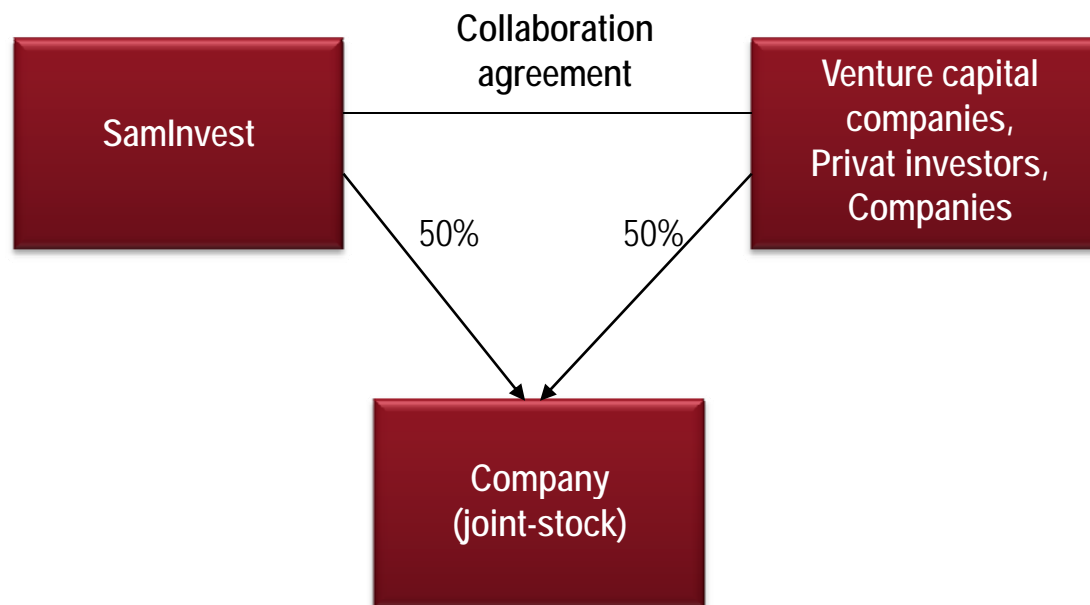 Collaboration
agreement
SamInvest
Venture capital
companies,
Privat investors,
Companies
50%
50%
Company
(joint-stock)